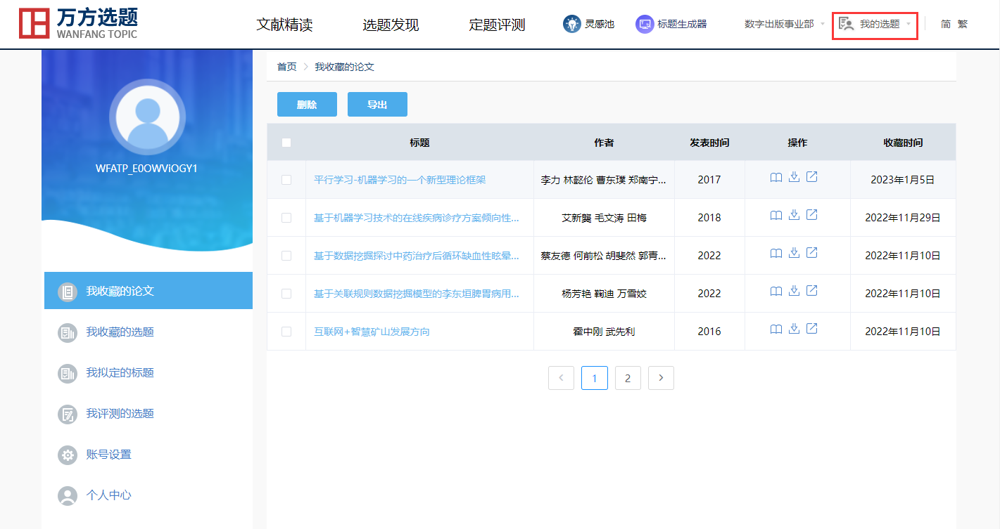 万方选题
WANFANG TOPIC
文献精读 选题发现 定题评测 灵感池 标题生成器 数字出版事业部 我的选题 简 繁
WFATP_E0OWViOGY1
我收藏的论文
我收藏的选题
我拟定的标题
我评测的选题
账号设置
个人中心
首页 > 我收藏的论文
删除 导出
标题 作者 发表时间 操作 收藏时间
平行学习-机器学习的一个新型理论框架 李力 林懿伦 曹东璞 郑南宁... 2017 2023年1月5日
基于机器学习技术的在线疾病诊疗方案倾向性... 艾新龑 毛文涛 田梅 2018 2022年11月29日
基于数据挖掘探讨中药治疗后循环缺血性眩晕... 蔡友德 何前松 胡斐然 郭青... 2022 2022年11月10日
基于关联规则数据挖掘模型的李东垣脾胃病用... 杨芳艳 鞠迪 万雪姣 2022 2022年11月10日
互联网+智慧矿山发展方向 霍中刚 武先利 2016 2022年11月10日
< 1 2 >